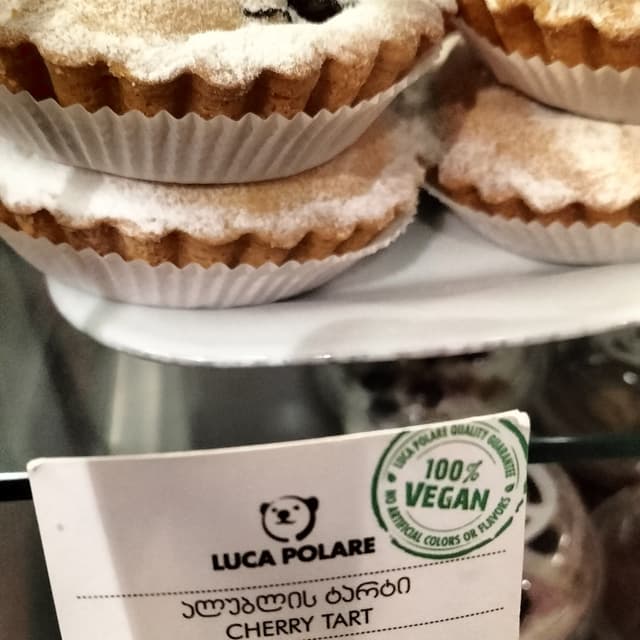 LUCA POLARE QUALITY GUARANTEE
100%
VEGAN
NO ARTIFICIAL COLORS OR FLAVORS
LUCA POLARE
ალუბლის ტარტი
CHERRY TART